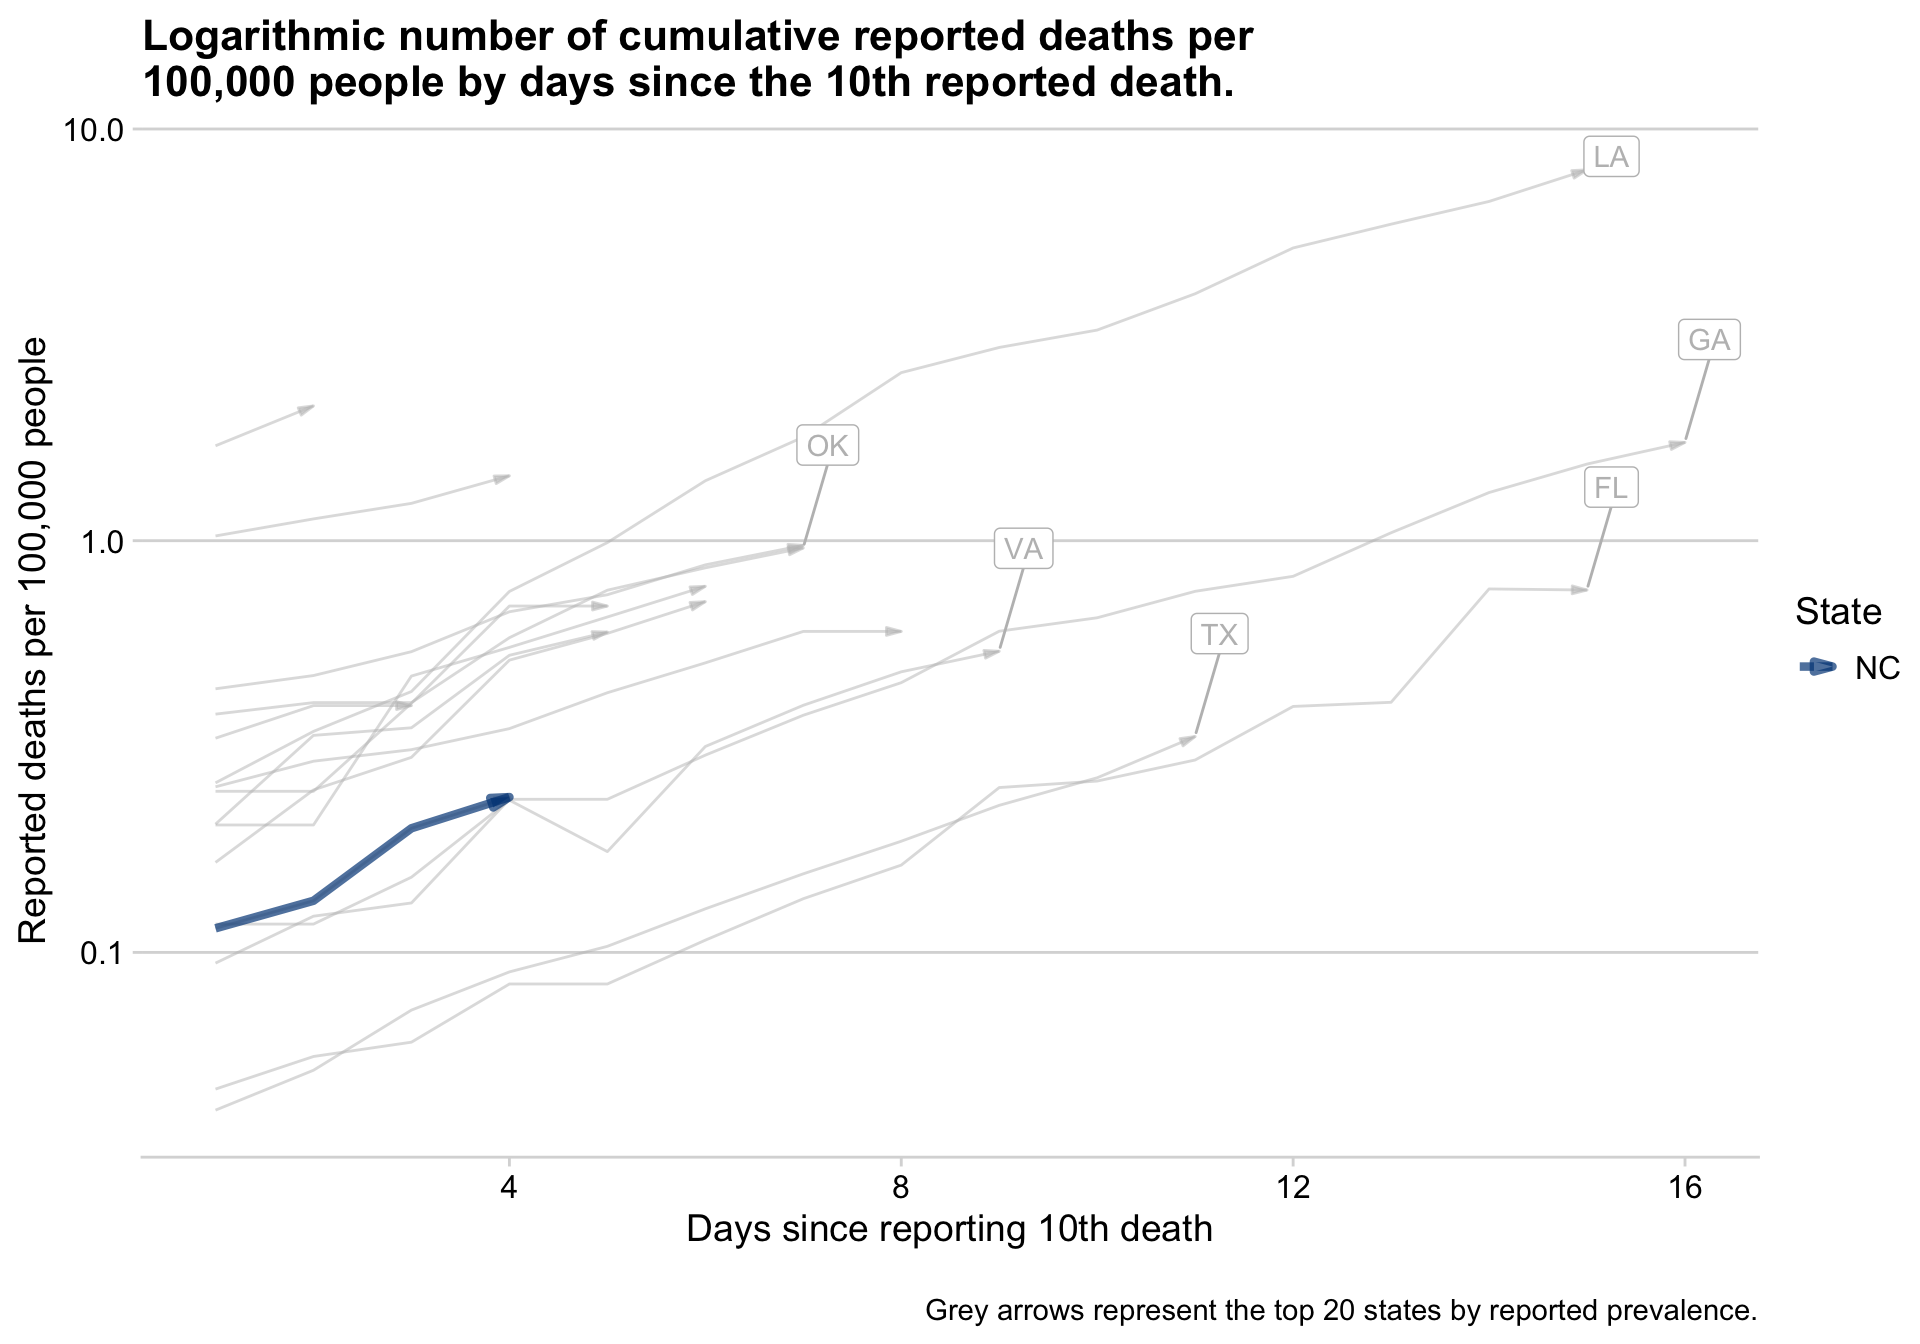 Logarithmic number of cumulative reported deaths per
100,000 people by days since the 10th reported death.
10.0
LA
GA
OK
FL
1.0
VA
TX
State
NC
0.1
Reported deaths per 100,000 people
4
8
12
16
Days since reporting 10th death
Grey arrows represent the top 20 states by reported prevalence.